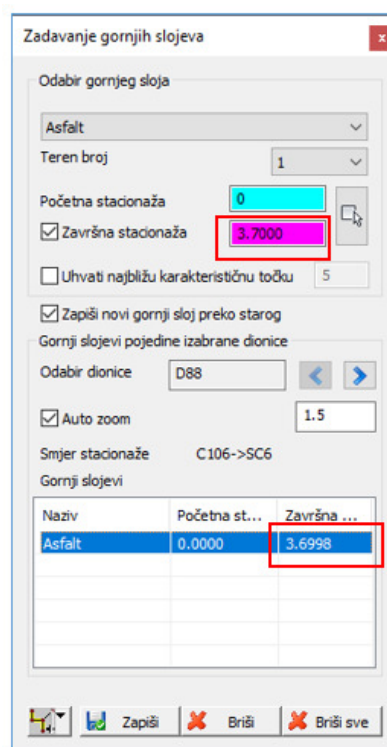 Zadavanje gornjih slojeva
x
Odabir gornjeg sloja
Asfalt
Teren broj 1
Početna stacionaža 0
Završna stacionaža 3.7000
Uhvati najbližu karakterističnu točku 5
Zapiši novi gornji sloj preko starog
Gornji slojevi pojedine izabrane dionice
Odabir dionice D88
Auto zoom 1.5
Smjer stacionaže C106->SC6
Gornji slojevi
Naziv Početna st... Završna ...
Asfalt 0.0000 3.6998
Zapiši Briši Briši sve